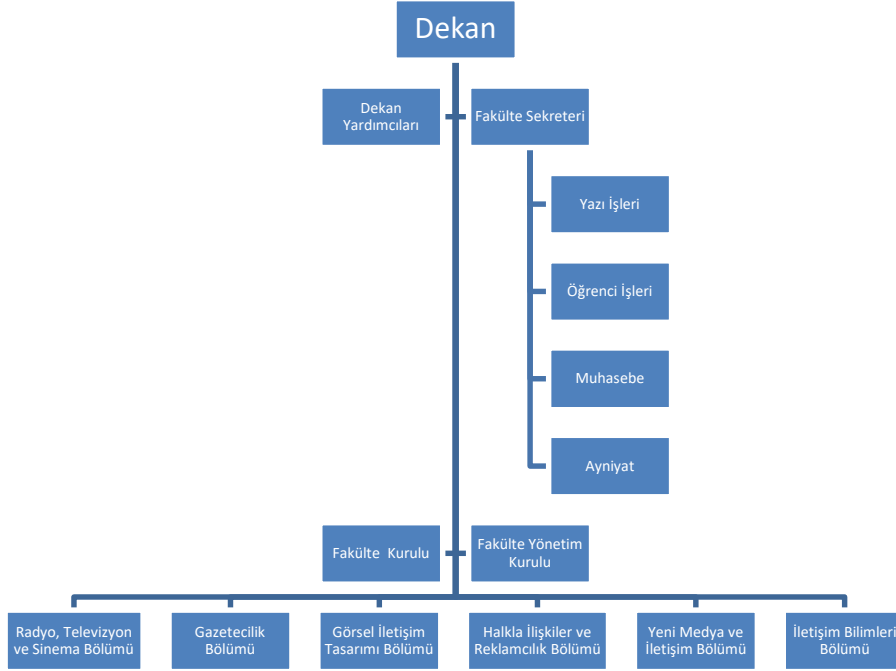 Dekan
Dekan
Yardımcıları
Fakülte Sekreteri
Yazı İşleri
Öğrenci İşleri
Muhasebe
Ayniyat
Fakülte Kurulu
Fakülte Yönetim
Kurulu
Radyo, Televizyon
ve Sinema Bölümü
Gazetecilik
Bölümü
Görsel İletişim
Tasarımı Bölümü
Halkla İlişkiler ve
Reklamcılık Bölümü
Yeni Medya ve
İletişim Bölümü
İletişim Bilimleri
Bölümü